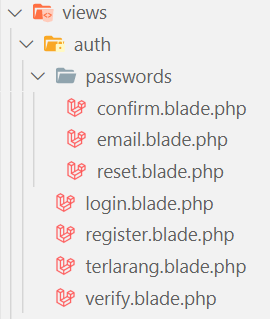 views
auth
passwords
confirm.blade.php
email.blade.php
reset.blade.php
login.blade.php
register.blade.php
terlarang.blade.php
verify.blade.php